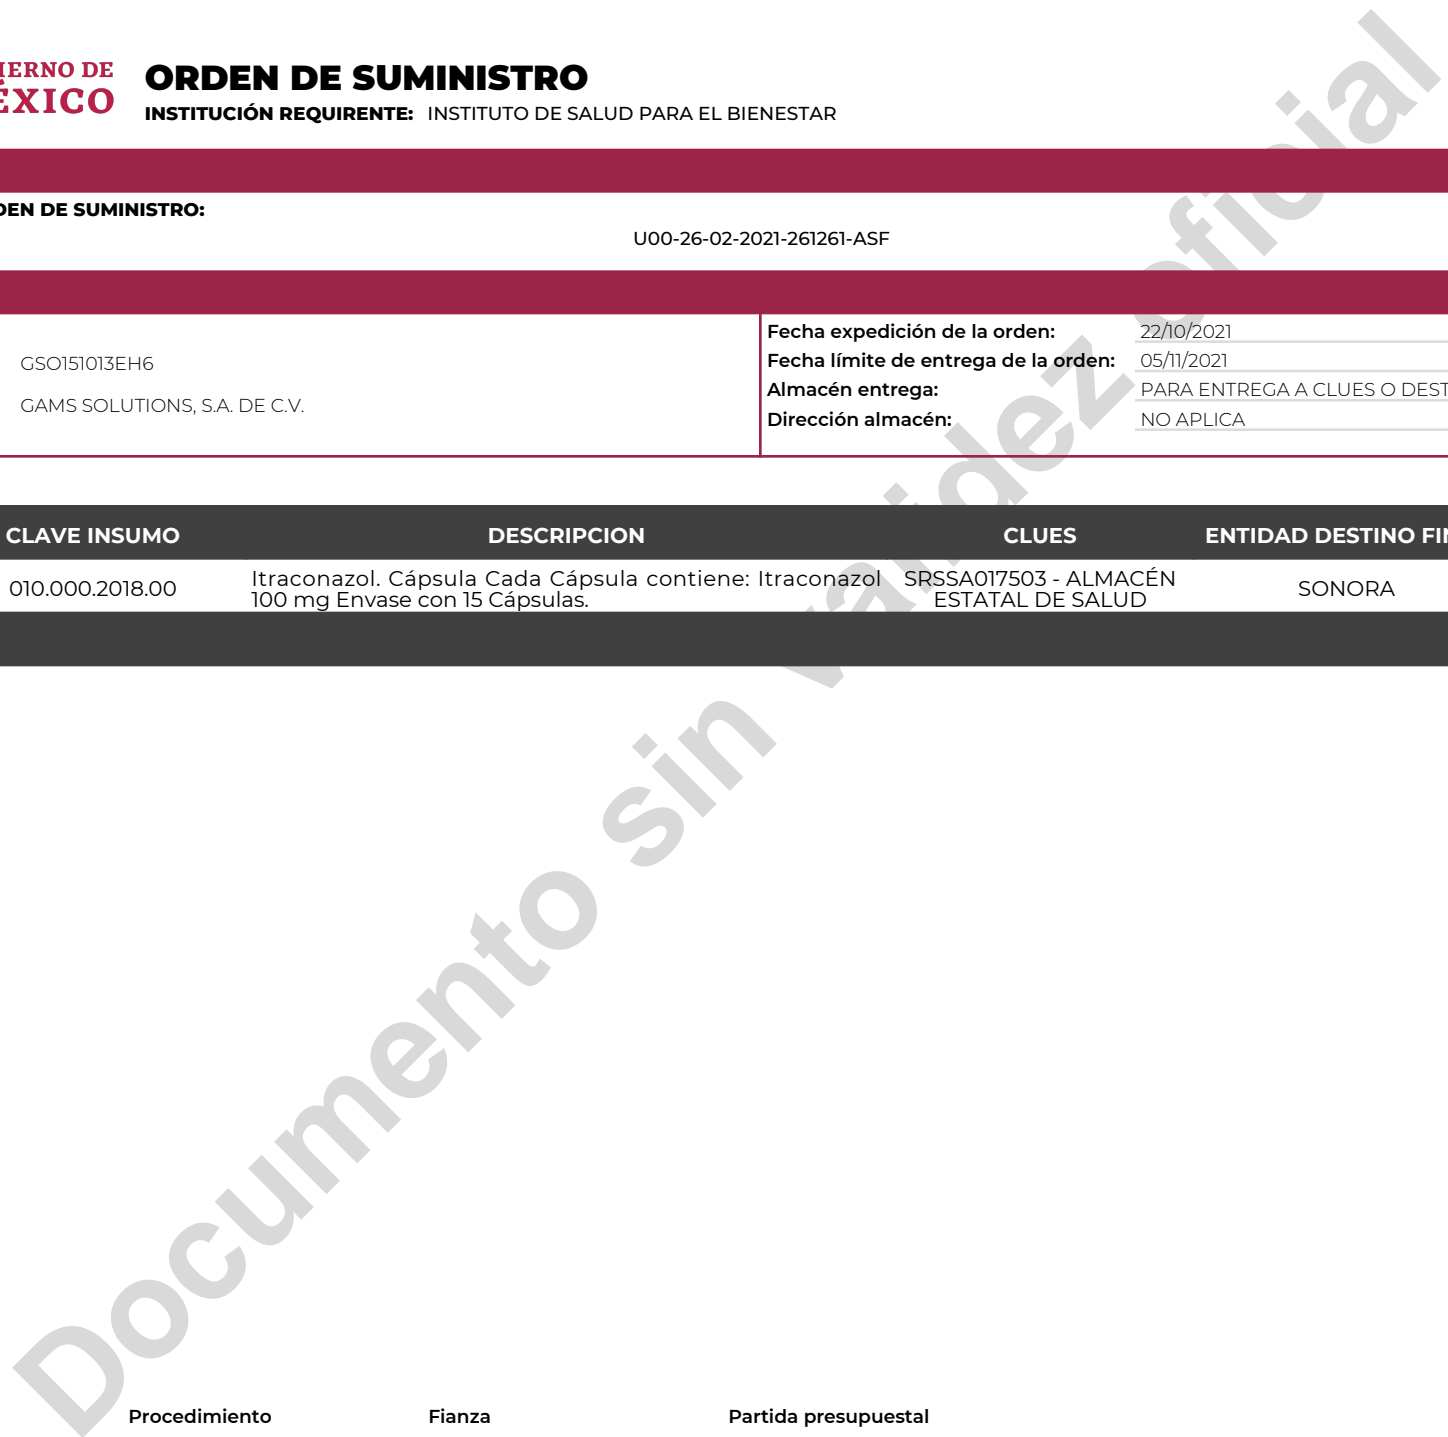 IERNO DE
ÉXICO
ORDEN DE SUMINISTRO
INSTITUCIÓN REQUIRENTE: INSTITUTO DE SALUD PARA EL BIENESTAR
DEN DE SUMINISTRO:
U00-26-02-2021-261261-ASF
GSO151013EH6
GAMS SOLUTIONS, S.A. DE C.V.
Fecha expedición de la orden: 22/10/2021
Fecha límite de entrega de la orden: 05/11/2021
Almacén entrega: PARA ENTREGA A CLUES O DEST
Dirección almacén: NO APLICA
CLAVE INSUMO DESCRIPCION CLUES ENTIDAD DESTINO FIN
010.000.2018.00
Itraconazol. Cápsula Cada Cápsula contiene: Itraconazol
100 mg Envase con 15 Cápsulas.
SRSSA017503 - ALMACÉN
ESTATAL DE SALUD
SONORA
Documento sin validez oficial
Procedimiento Fianza Partida presupuestal